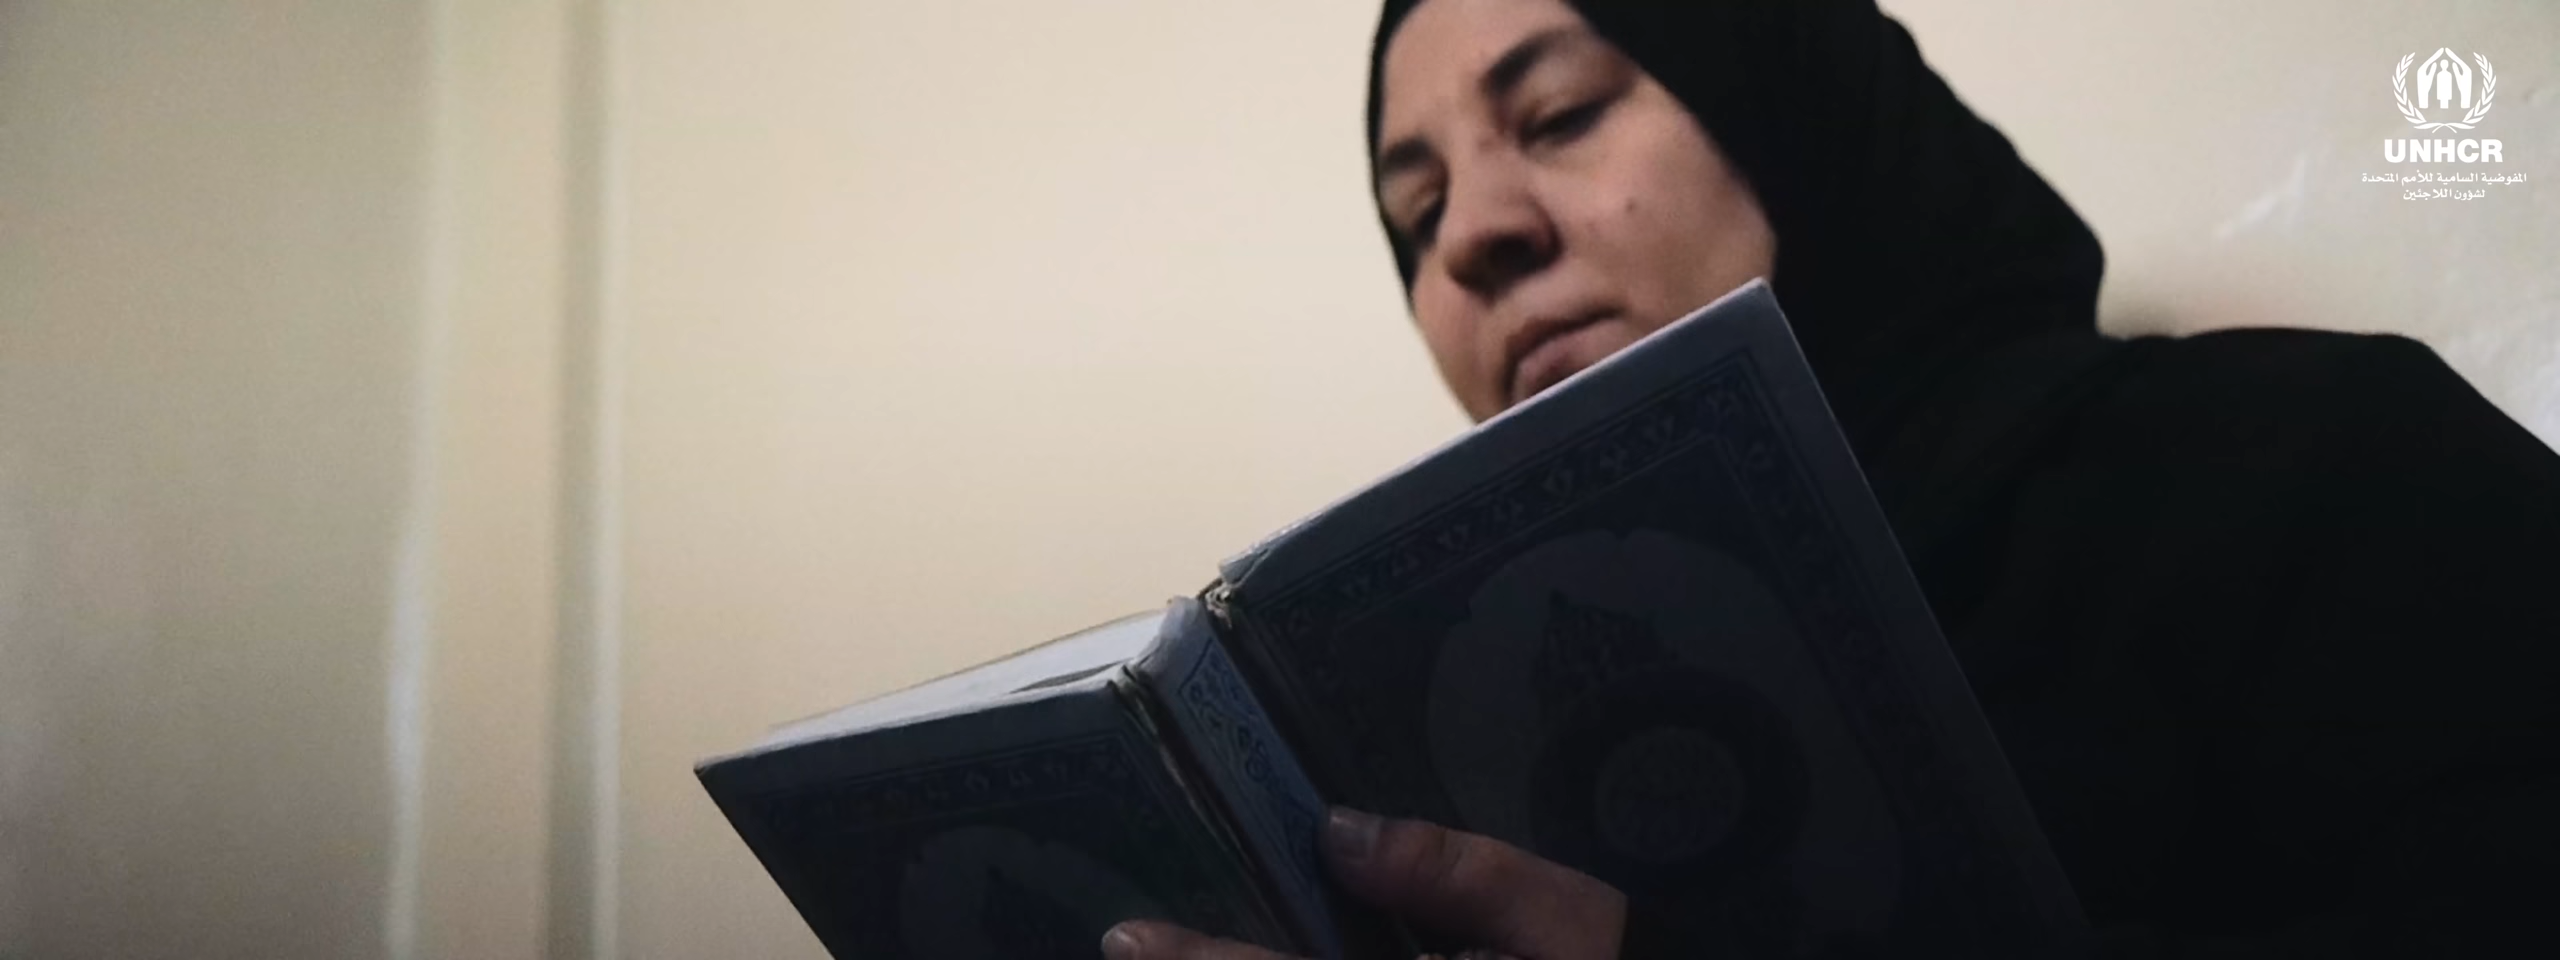 UNHCR
المفوضية السامية للأمم المتحدة
لشؤون اللاجئين